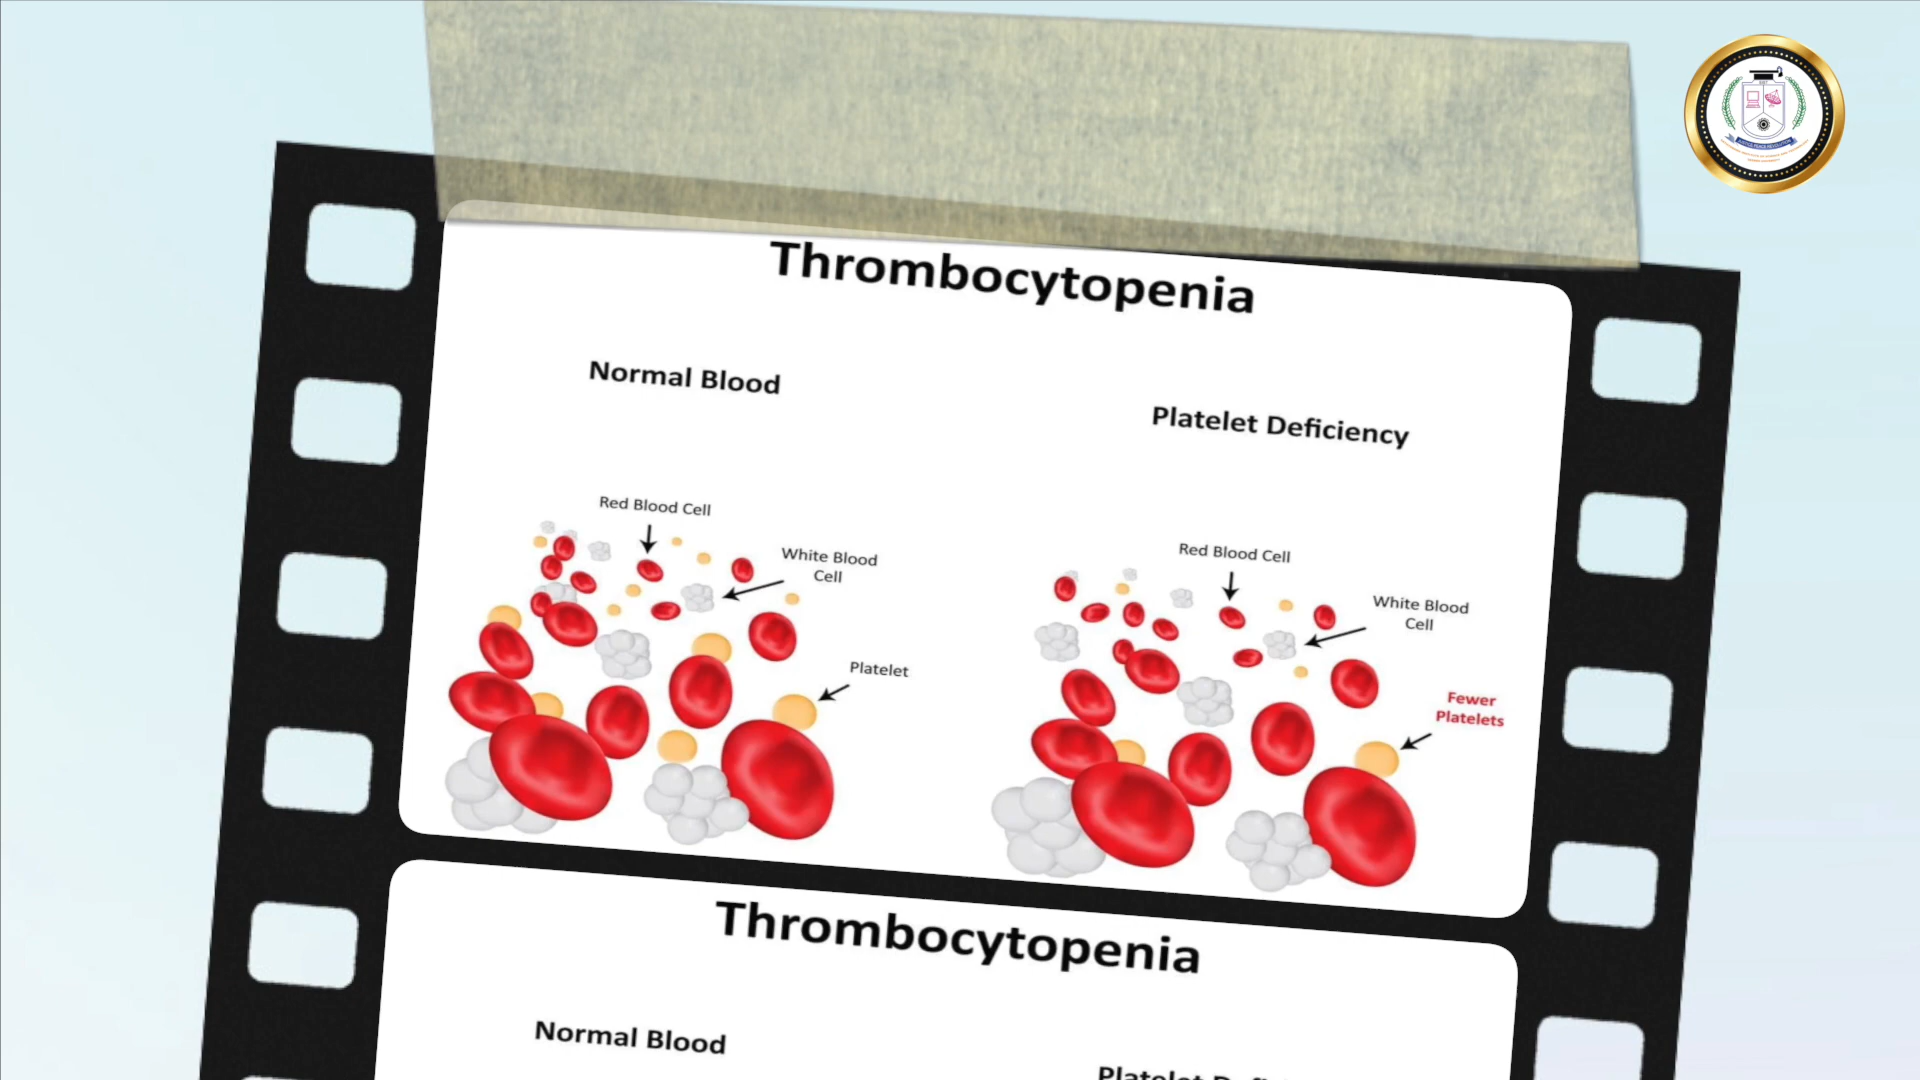 Thrombocytopenia
Normal Blood
Platelet Deficiency
Red Blood Cell
White Blood
Cell
Platelet
Red Blood Cell
White Blood
Cell
Fewer
Platelets
Thrombocytopenia
Normal Blood
Platelet